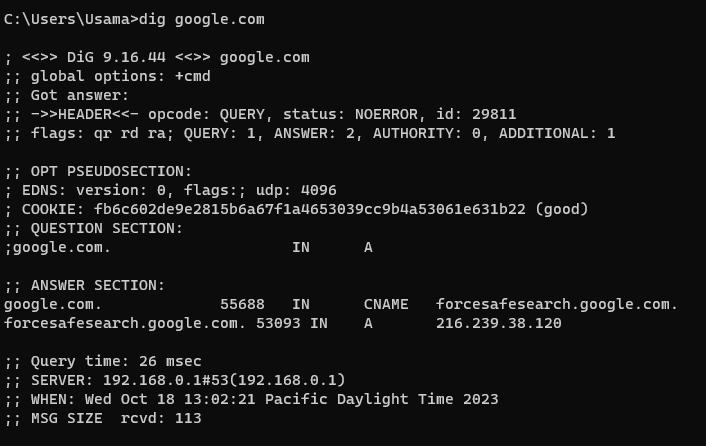 C:\Users\Usama>dig google.com
; <<>> DiG 9.16.44 <<>> google.com
;; global options: +cmd
;; Got answer:
;; ->>HEADER<<- opcode: QUERY, status: NOERROR, id: 29811
;; flags: qr rd ra; QUERY: 1, ANSWER: 2, AUTHORITY: 0, ADDITIONAL: 1
;; OPT PSEUDOSECTION:
; EDNS: version: 0, flags:; udp: 4096
; COOKIE: fb6c602de9e2815b6a67f1a4653039cc9b4a53061e631b22 (good)
;; QUESTION SECTION:
;google.com. IN A
;; ANSWER SECTION:
google.com. 55688 IN CNAME forcesafesearch.google.com.
forcesafesearch.google.com. 53093 IN A 216.239.38.120
;; Query time: 26 msec
;; SERVER: 192.168.0.1#53(192.168.0.1)
;; WHEN: Wed Oct 18 13:02:21 Pacific Daylight Time 2023
;; MSG SIZE rcvd: 113